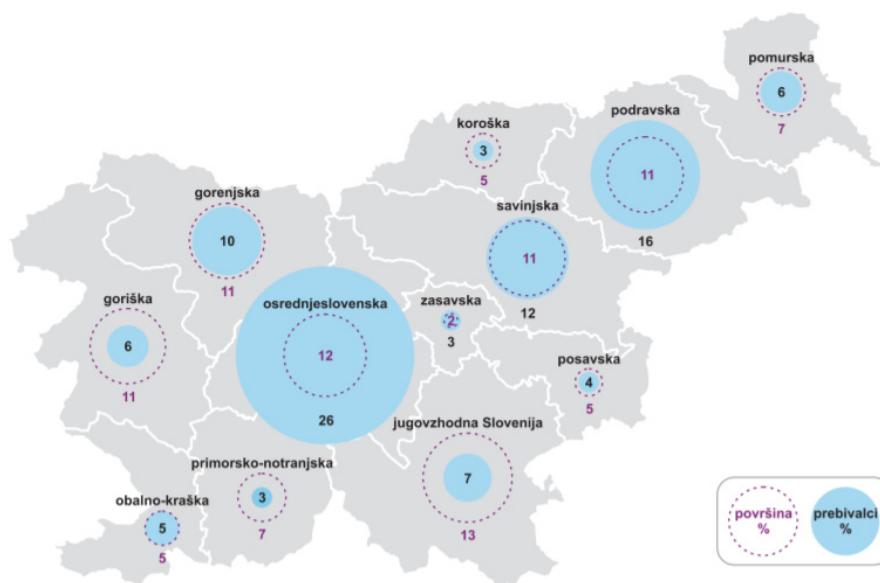 pomurska
6
7
podravska
11
16
koroška
3
5
savinjska
11
12
gorenjska
10
11
osrednjeslovenska
12
26
zasavska
2
3
goriška
6
11
posavska
4
5
jugovzhodna Slovenija
7
13
primorsko-notranjska
3
7
obalno-kraška
5
5
površina
%
prebivalci
%